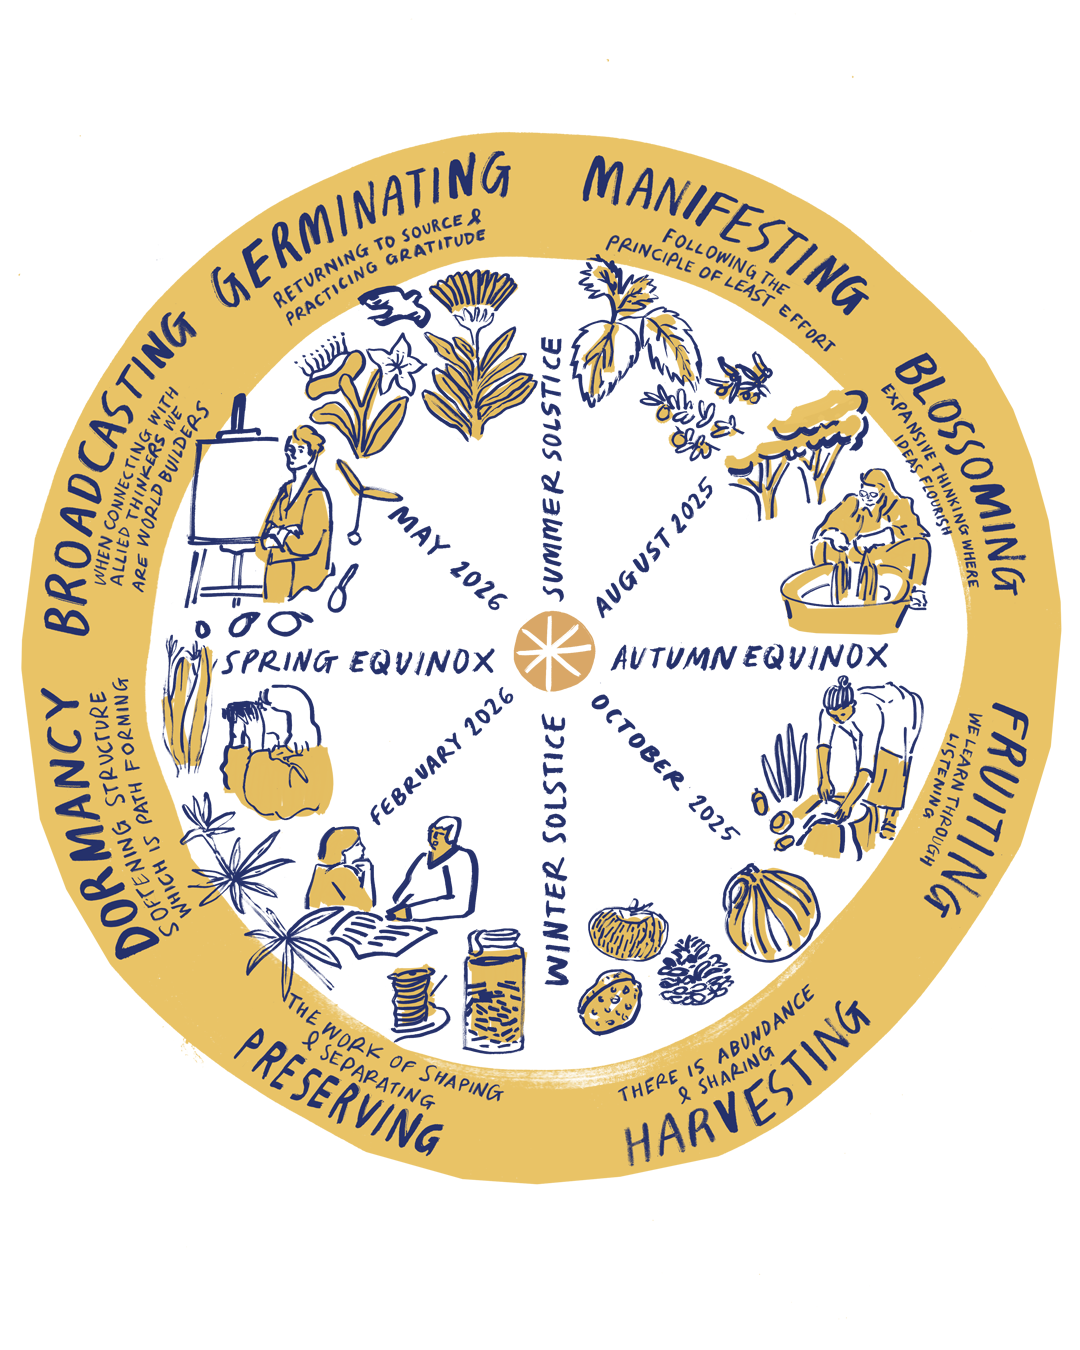 MANIFESTING
FOLLOWING THE
PRINCIPLE OF LEAST EFFORT
BLOSSOMING
EXPANSIVE THINKING WHERE
IDEAS FLOURISH
FRUITING
WE LEARN THROUGH
LISTENING
HARVESTING
THERE IS ABUNDANCE
& SHARING
PRESERVING
THE WORK OF SHAPING
& SEPARATING
DORMANCY
SOFTENING STRUCTURE
WHICH IS PATH FORMING
BROADCASTING
WHEN CONNECTING WITH
ALLIED THINKERS WE
ARE WORLD BUILDERS
GERMINATING
RETURNING TO SOURCE &
PRACTICING GRATITUDE
SUMMER SOLSTICE
AUGUST 2025
AUTUMN EQUINOX
OCTOBER 2025
WINTER SOLSTICE
FEBRUARY 2026
SPRING EQUINOX
MAY 2026